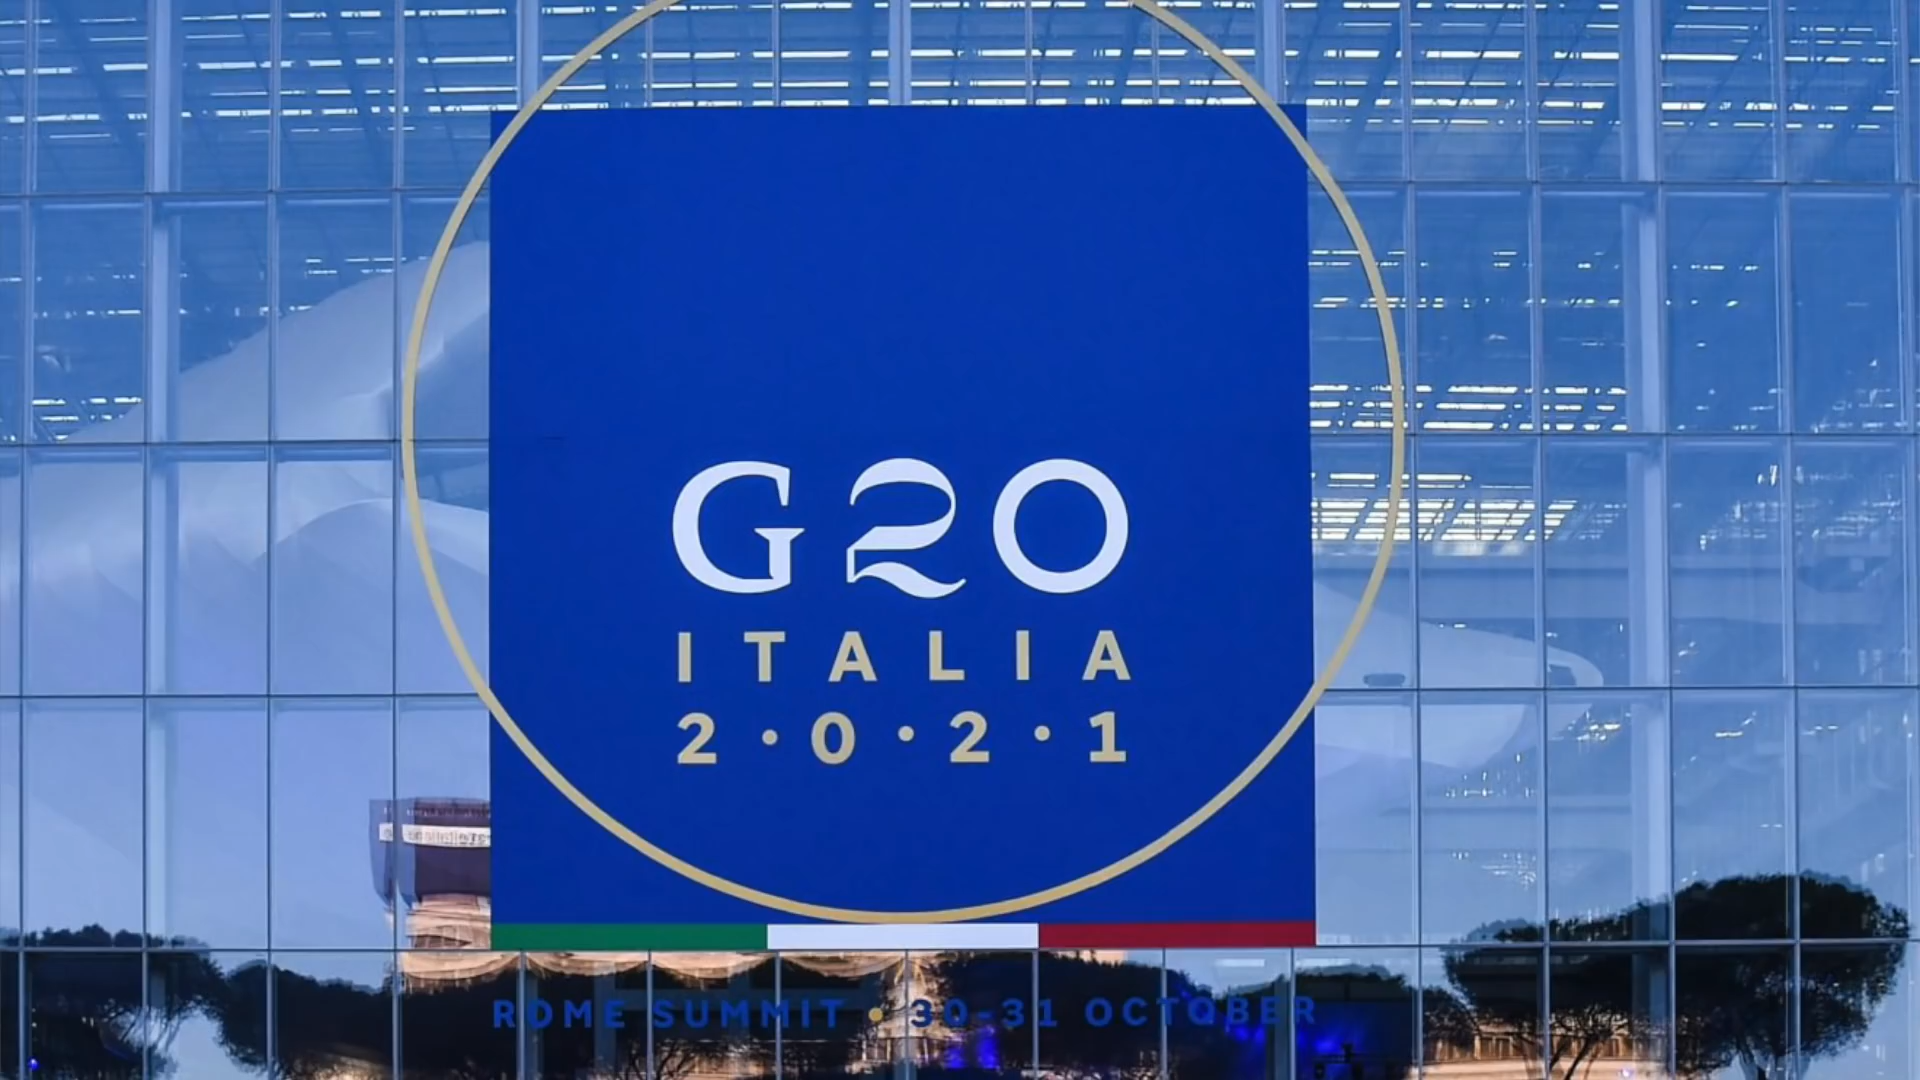 G20
ITALIA
2•0•2•1
ROME SUMMIT • 30-31 OCTOBER